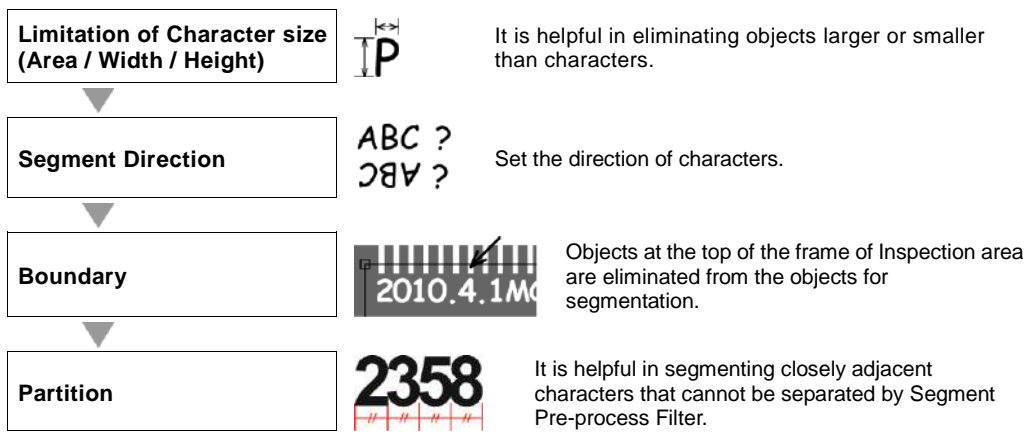 Limitation of Character size
(Area / Width / Height)
P
It is helpful in eliminating objects larger or smaller
than characters.
Segment Direction
ABC ?
ABC ?
Set the direction of characters.
Boundary
2010.4.1MC
Objects at the top of the frame of Inspection area
are eliminated from the objects for
segmentation.
Partition
2358
It is helpful in segmenting closely adjacent
characters that cannot be separated by Segment
Pre-process Filter.